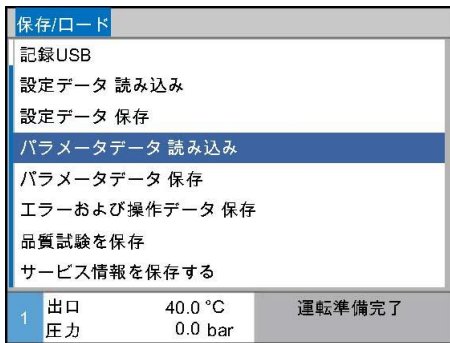 保存/ロード
記録USB
設定データ 読み込み
設定データ 保存
パラメータデータ 読み込み
パラメータデータ 保存
エラーおよび操作データ 保存
品質試験を保存
サービス情報を保存する
1 出口 40.0 °C 運転準備完了
圧力 0.0 bar